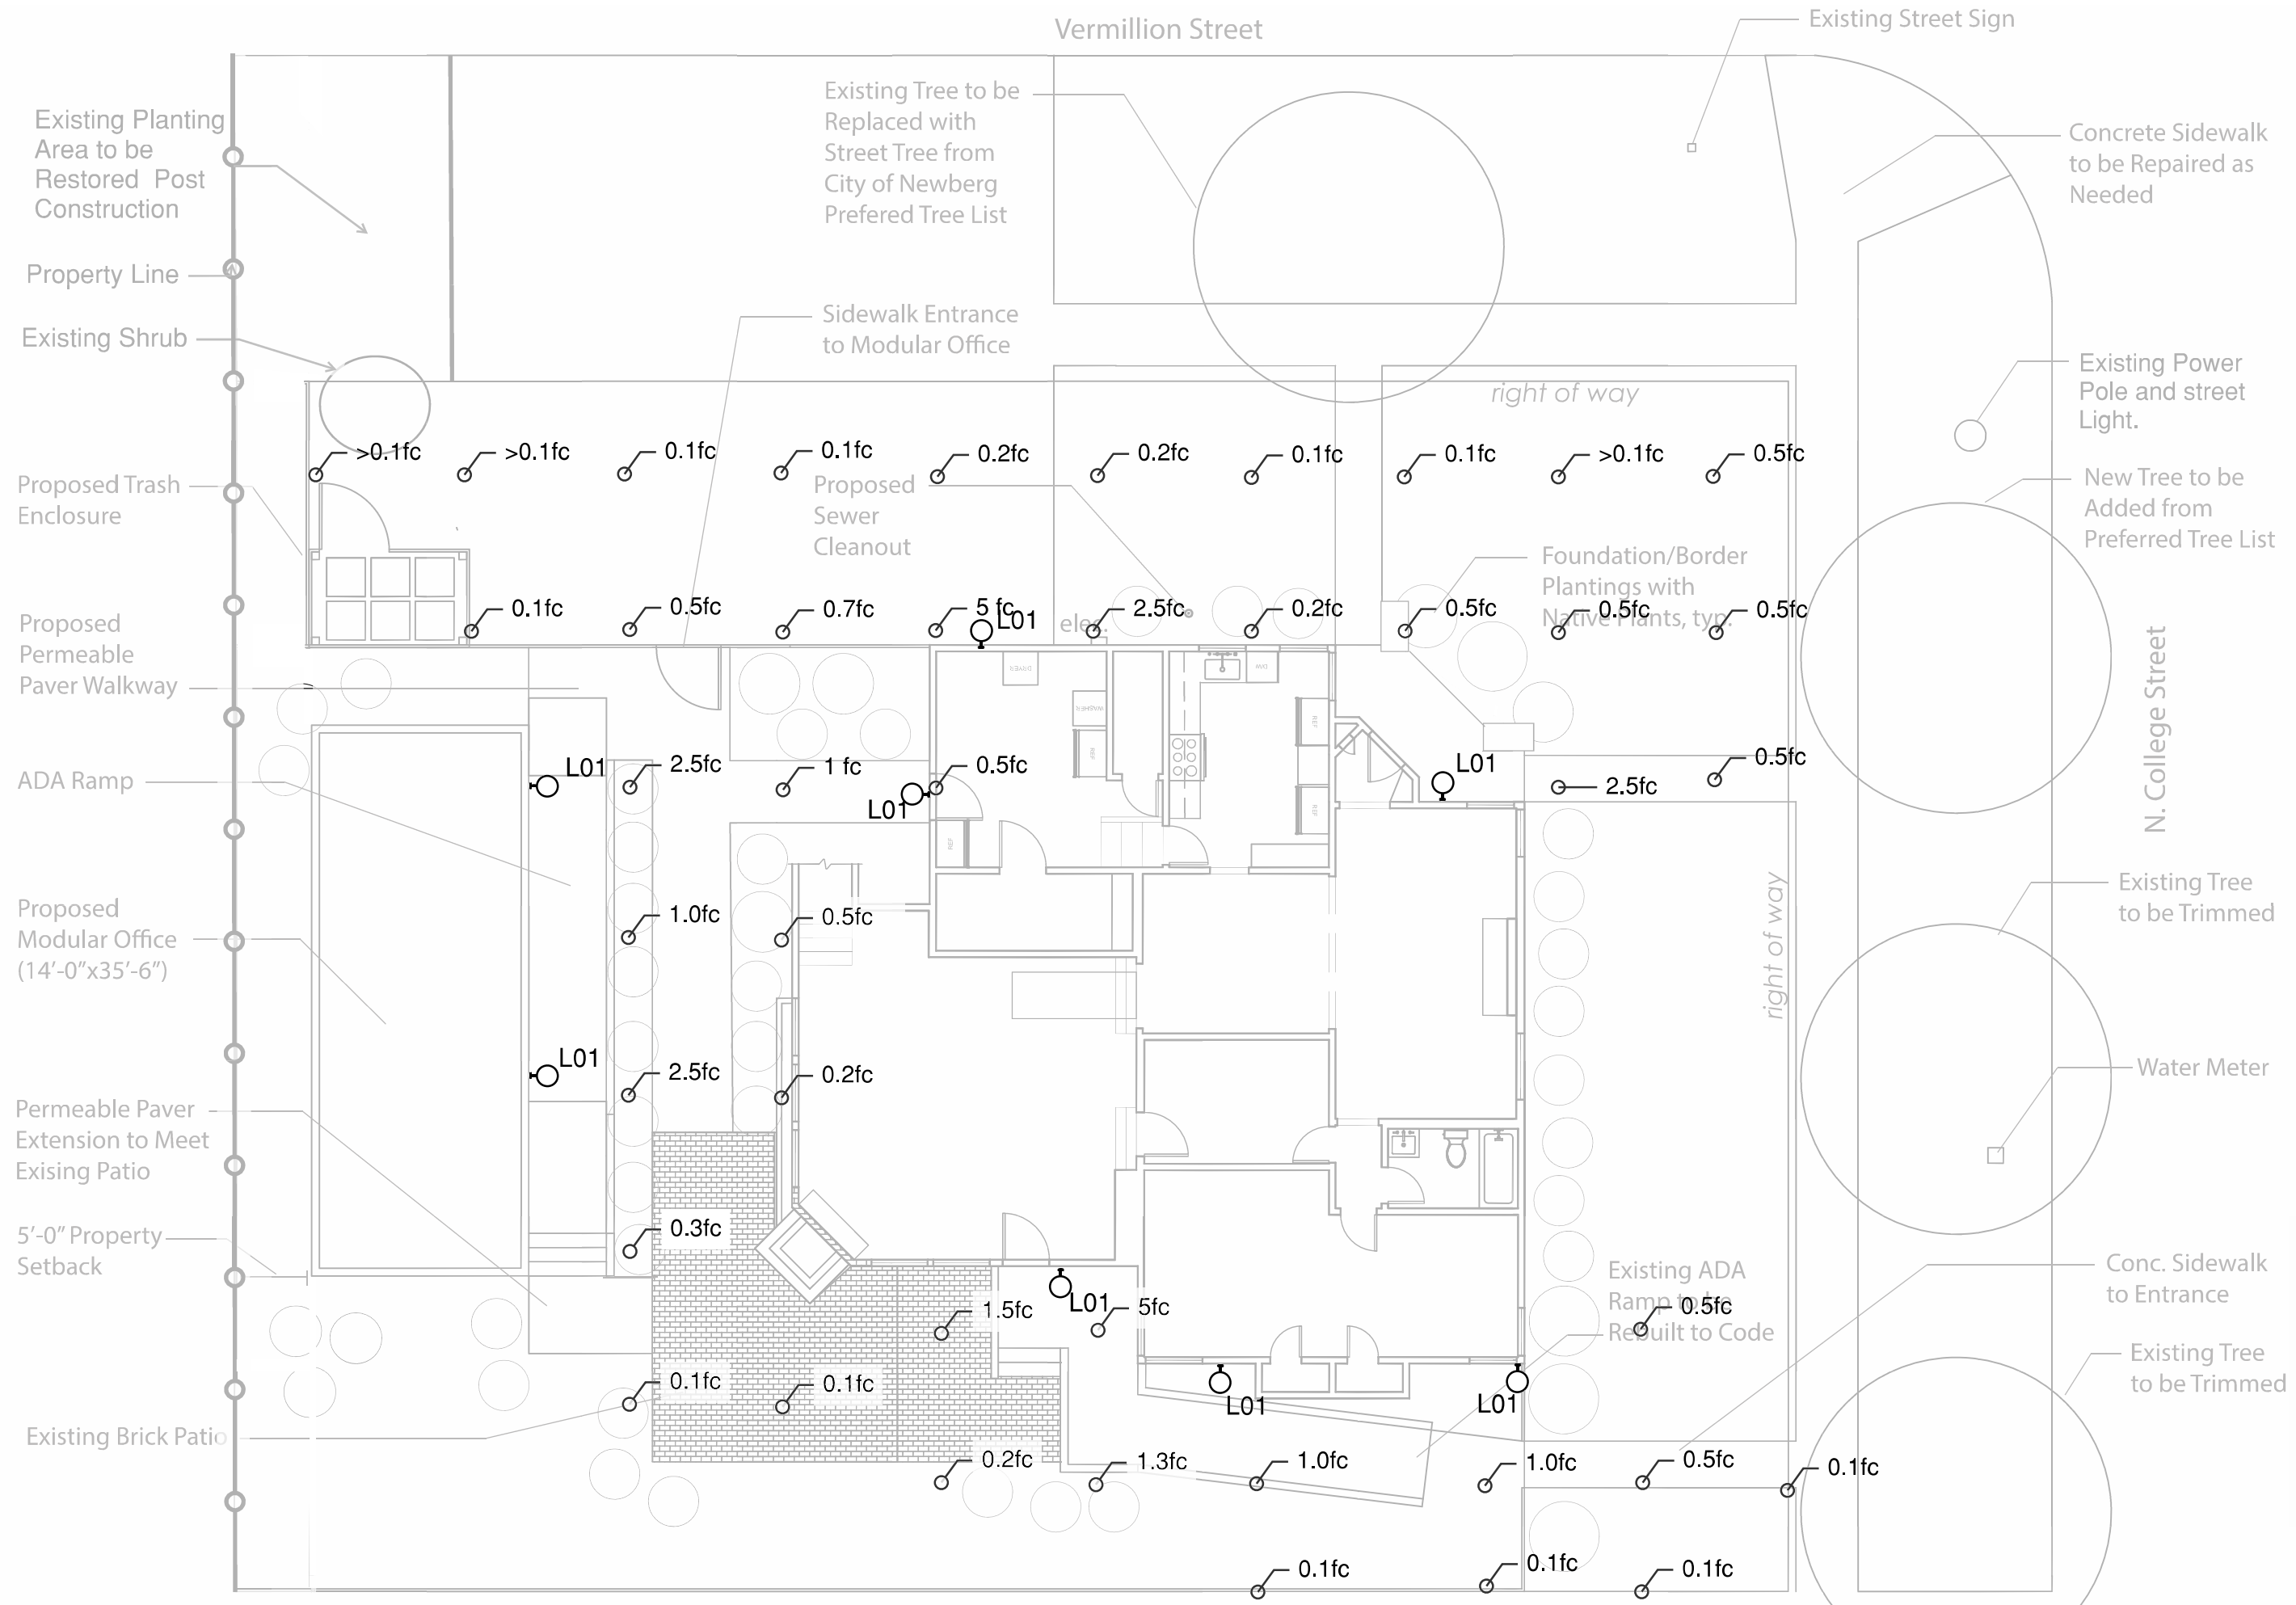 Vermillion Street
Existing Street Sign
Existing Tree to be
Replaced with
Street Tree from
City of Newberg
Prefered Tree List
Existing Planting
Area to be
Restored Post
Construction
Concrete Sidewalk
to be Repaired as
Needed
Property Line
Existing Shrub
Sidewalk Entrance
to Modular Office
right of way
Existing Power
Pole and street
Light.
>0.1fc
>0.1fc
0.1fc
0.1fc
0.2fc
0.2fc
0.1fc
0.1fc
>0.1fc
0.5fc
Proposed Trash
Enclosure
Proposed
Sewer
Cleanout
New Tree to be
Added from
Preferred Tree List
Foundation/Border
Plantings with
Native Plants, typ.
0.1fc
0.5fc
0.7fc
5 fc
L01
elec.
2.5fc
0.2fc
0.5fc
0.5fc
0.5fc
Proposed
Permeable
Paver Walkway
DRYER
DW
WASHER
REF
REF
N. College Street
ADA Ramp
L01
2.5fc
1 fc
L01
0.5fc
REF
REF
L01
2.5fc
0.5fc
Proposed
Modular Office
(14'-0"x35'-6")
1.0fc
0.5fc
right of way
Existing Tree
to be Trimmed
L01
2.5fc
0.2fc
Water Meter
Permeable Paver
Extension to Meet
Exising Patio
5'-0" Property
Setback
0.3fc
Existing ADA
Ramp to be
Rebuilt to Code
0.5fc
Conc. Sidewalk
to Entrance
1.5fc
L01
5fc
Existing Tree
to be Trimmed
0.1fc
0.1fc
L01
L01
Existing Brick Patio
0.2fc
1.3fc
1.0fc
1.0fc
0.5fc
0.1fc
0.1fc
0.1fc
0.1fc